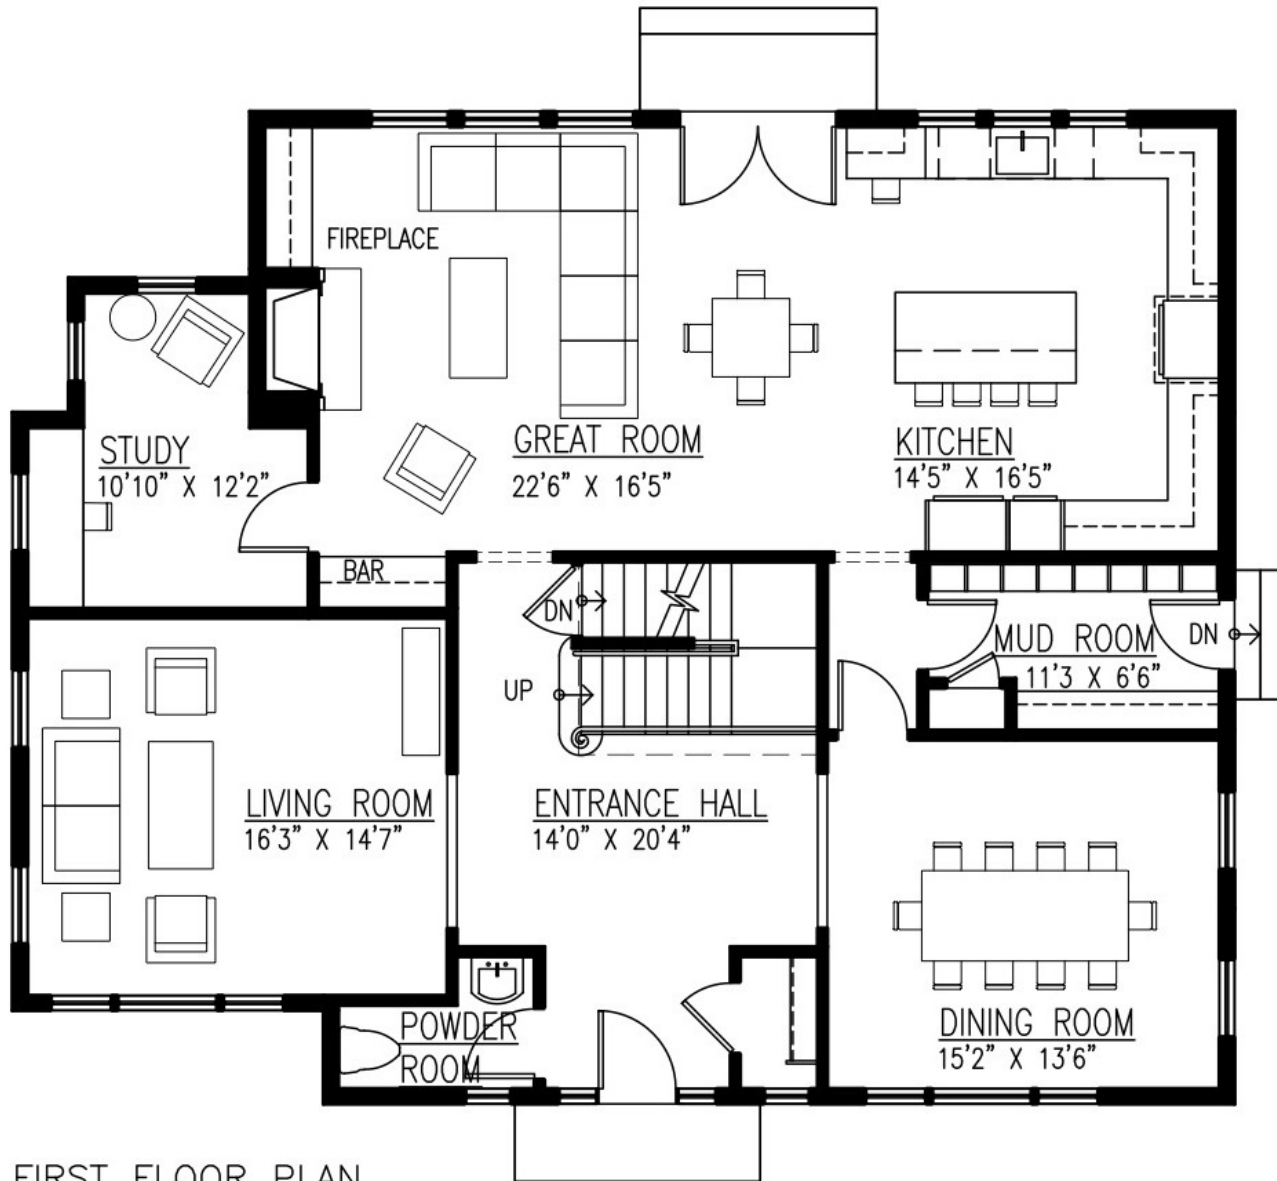 FIREPLACE
STUDY
10'10" X 12'2"
GREAT ROOM
22'6" X 16'5"
KITCHEN
14'5" X 16'5"
BAR
DN
MUD ROOM
11'3 X 6'6"
DN
UP
LIVING ROOM
16'3" X 14'7"
ENTRANCE HALL
14'0" X 20'4"
POWDER
ROOM
DINING ROOM
15'2" X 13'6"
FIRST FLOOR PLAN